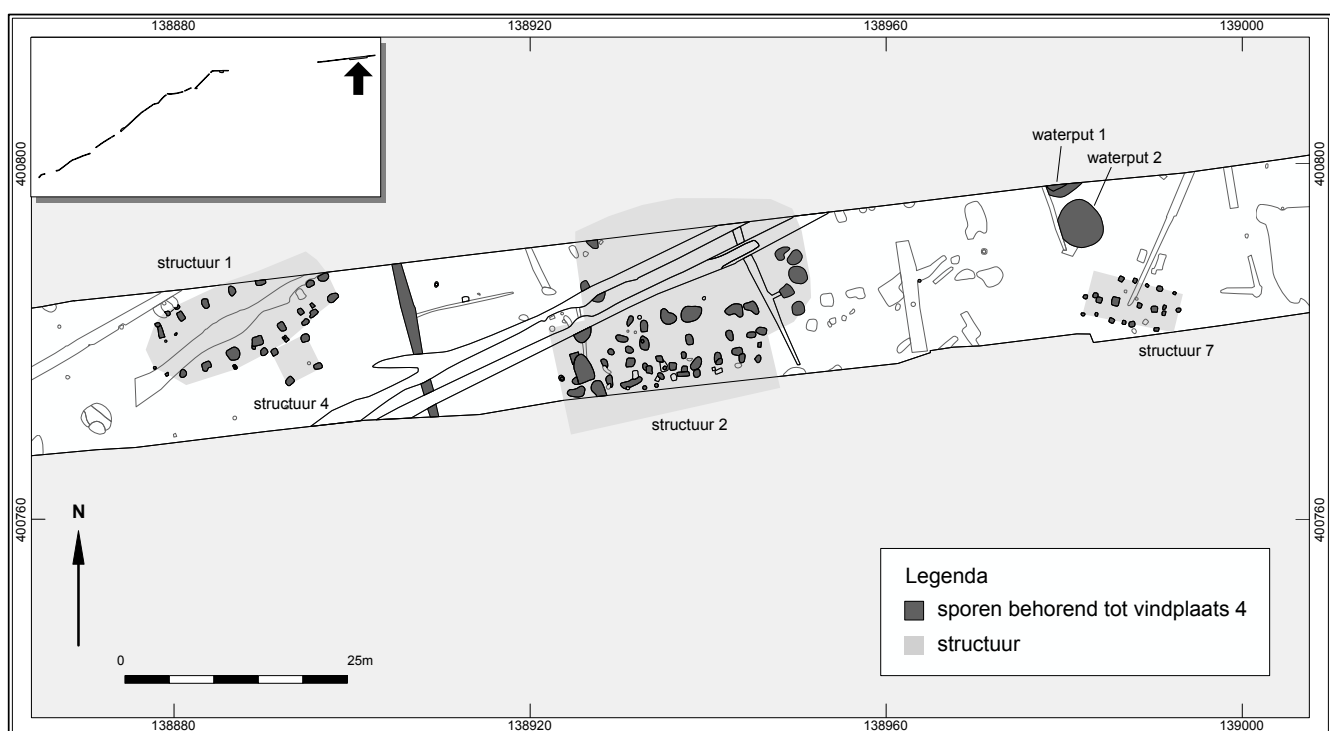 138880 138920 138960 139000
400800 400800
waterput 1
waterput 2
structuur 1
structuur 4
structuur 2
structuur 7
400760 400760
N
0 25m
Legenda
sporen behorend tot vindplaats 4
structuur
138880 138920 138960 139000